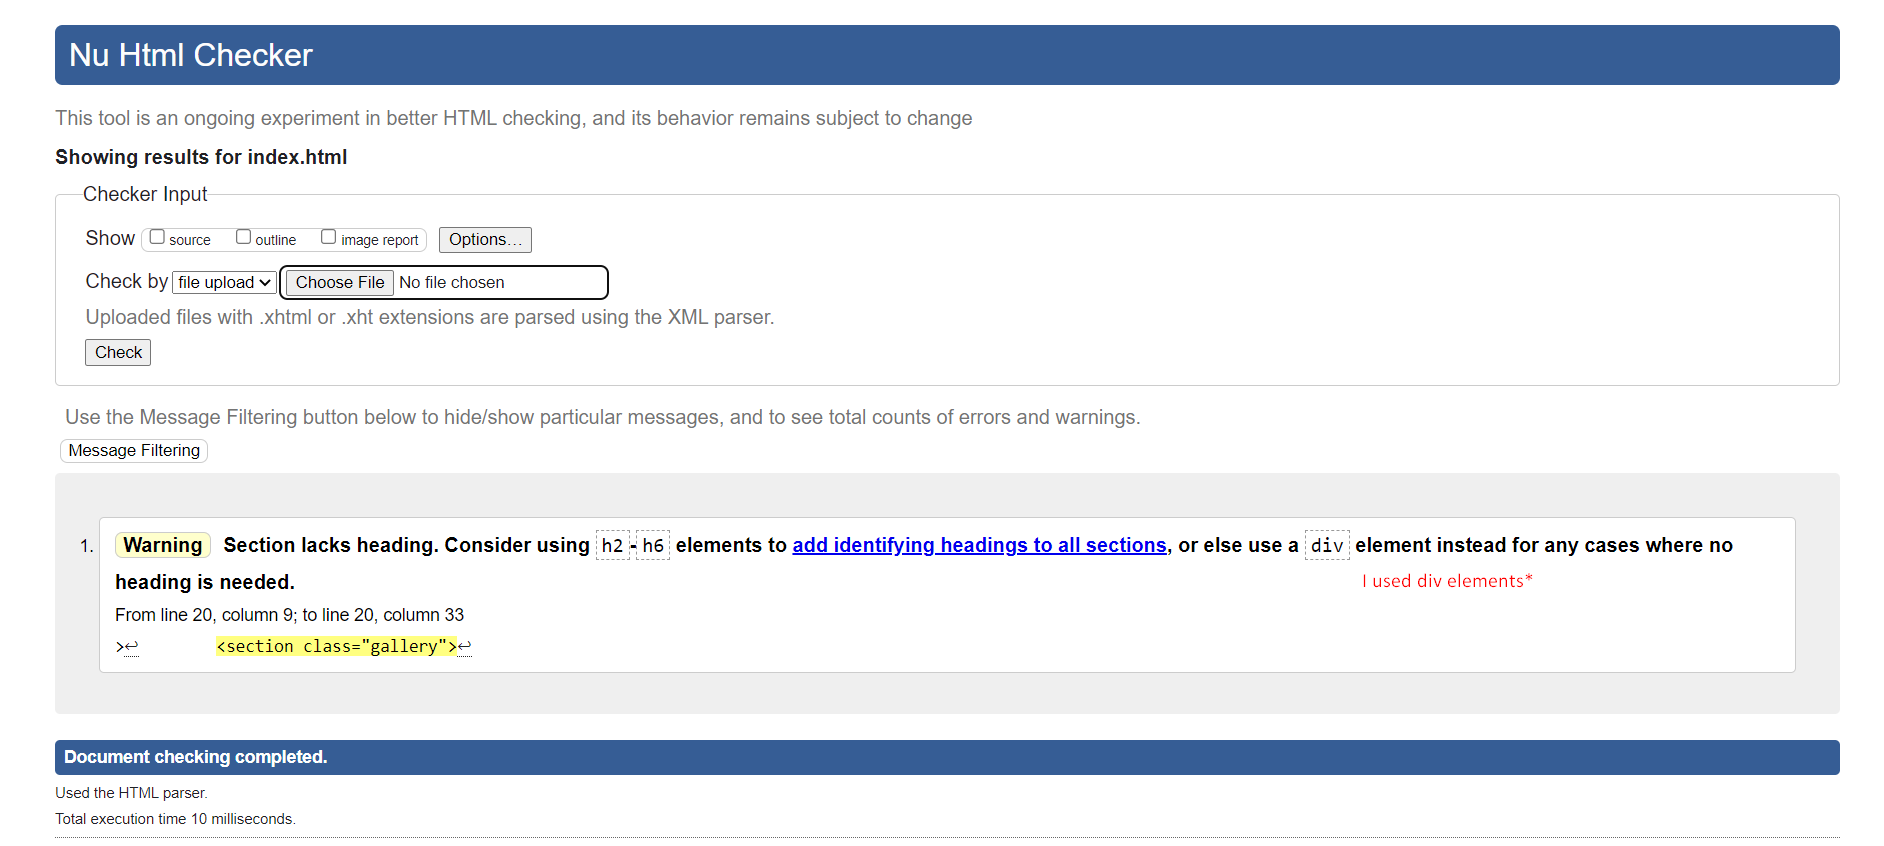 Nu Html Checker
This tool is an ongoing experiment in better HTML checking, and its behavior remains subject to change
Showing results for index.html
Checker Input
Show source outline image report Options...
Check by file upload Choose File No file chosen
Uploaded files with .xhtml or .xht extensions are parsed using the XML parser.
Check
Use the Message Filtering button below to hide/show particular messages, and to see total counts of errors and warnings.
Message Filtering
1. Warning Section lacks heading. Consider using h2-h6 elements to add identifying headings to all sections, or else use a div element instead for any cases where no
heading is needed. I used div elements*
From line 20, column 9; to line 20, column 33
>↩ <section class="gallery">↩
Document checking completed.
Used the HTML parser.
Total execution time 10 milliseconds.